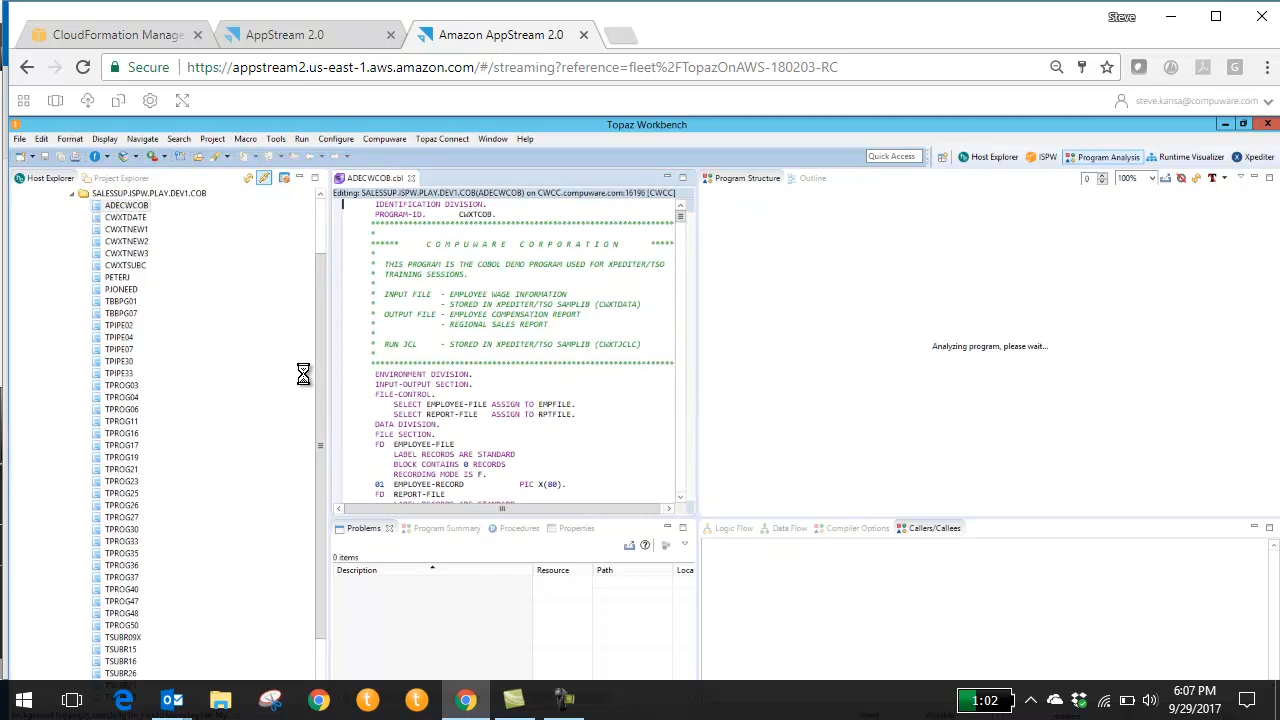 Steve
CloudFormation Manage
AppStream 2.0
Amazon AppStream 2.0
Secure
https://appstream2.us-east-1.aws.amazon.com/#/streaming?reference=fleet%2FTopazOnAWS-180203-RC
steve.kansa@compuware.com
Topaz Workbench
File Edit Format Display Navigate Search Project Macro Tools Run Configure Compuware Topaz Connect Window Help
Quick Access
Host Explorer ISPW Program Analysis Runtime Visualizer Xpediter
Host Explorer Project Explorer
SALESSUP.ISPW.PLAY.DEV1.COB
ADECWCOB
CWXTDATE
CWXTNEW1
CWXTNEW2
CWXTNEW3
CWXTSUBC
PETERJ
PJONEED
TBBPG01
TBBPG07
TPIPE02
TPIPE04
TPIPE07
TPIPE30
TPIPE33
TPROG03
TPROG04
TPROG06
TPROG11
TPROG16
TPROG17
TPROG19
TPROG21
TPROG23
TPROG25
TPROG26
TPROG27
TPROG30
TPROG33
TPROG35
TPROG36
TPROG37
TPROG40
TPROG47
TPROG48
TPROG50
TSUBR09X
TSUBR15
TSUBR16
TSUBR26
ADECWCOB.cbl
Editing: SALESSUP.ISPW.PLAY.DEV1.COB(ADECWCOB) on CWCC.compuware.com:16196 [CWCC]
IDENTIFICATION DIVISION.
PROGRAM-ID. CWXTCOB.
*****************************************************************
*
****** C O M P U W A R E   C O R P O R A T I O N *****
*
* THIS PROGRAM IS THE COBOL DEMO PROGRAM USED FOR XPEDITER/TSO
* TRAINING SESSIONS.
*
* INPUT FILE - EMPLOYEE WAGE INFORMATION
* - STORED IN XPEDITER/TSO SAMPLIB (CWXTDATA)
* OUTPUT FILE - EMPLOYEE COMPENSATION REPORT
* - REGIONAL SALES REPORT
*
* RUN JCL - STORED IN XPEDITER/TSO SAMPLIB (CWXTJCLC)
*
*****************************************************************
ENVIRONMENT DIVISION.
INPUT-OUTPUT SECTION.
FILE-CONTROL.
SELECT EMPLOYEE-FILE ASSIGN TO EMPFILE.
SELECT REPORT-FILE ASSIGN TO RPTFILE.
DATA DIVISION.
FILE SECTION.
FD EMPLOYEE-FILE
LABEL RECORDS ARE STANDARD
BLOCK CONTAINS 0 RECORDS
RECORDING MODE IS F.
01 EMPLOYEE-RECORD PIC X(80).
FD REPORT-FILE
Program Structure Outline
0 100%
Analyzing program, please wait...
Problems Program Summary Procedures Properties
0 items
Description Resource Path Loca
Logic Flow Data Flow Compiler Options Callers/Callees
1:02
6:07 PM
9/29/2017